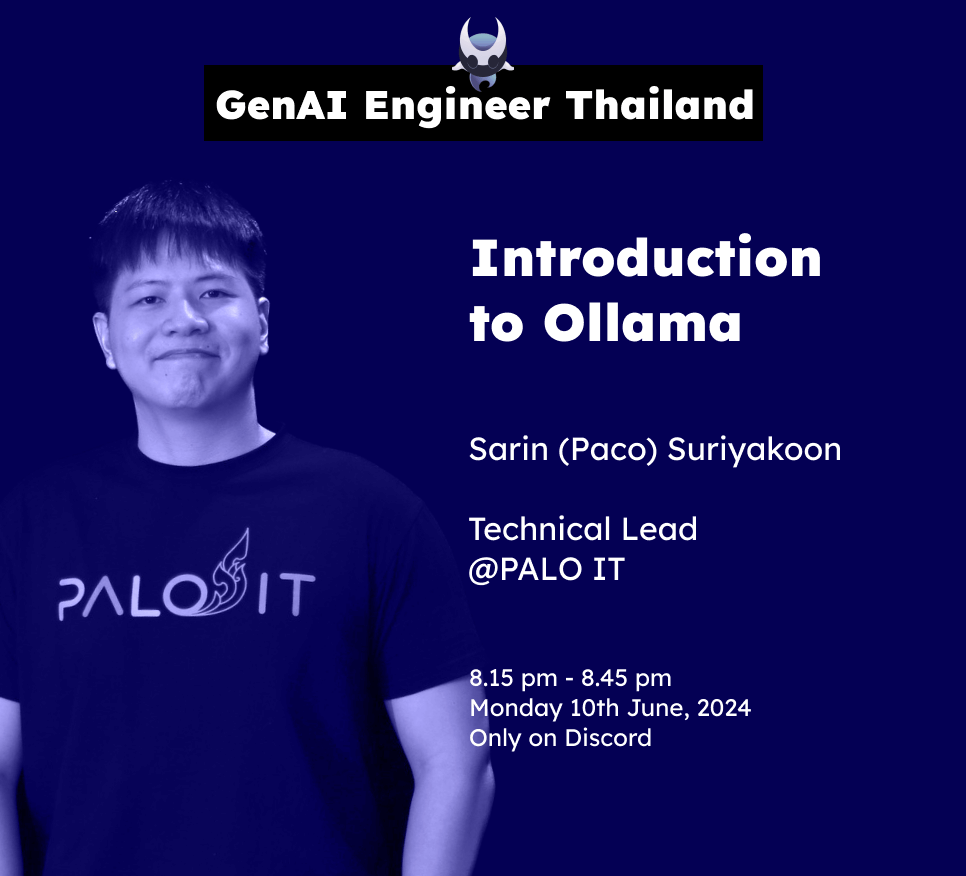 GenAI Engineer Thailand
Introduction
to Ollama
Sarin (Paco) Suriyakoon
Technical Lead
@PALO IT
PALO IT
8.15 pm - 8.45 pm
Monday 10th June, 2024
Only on Discord